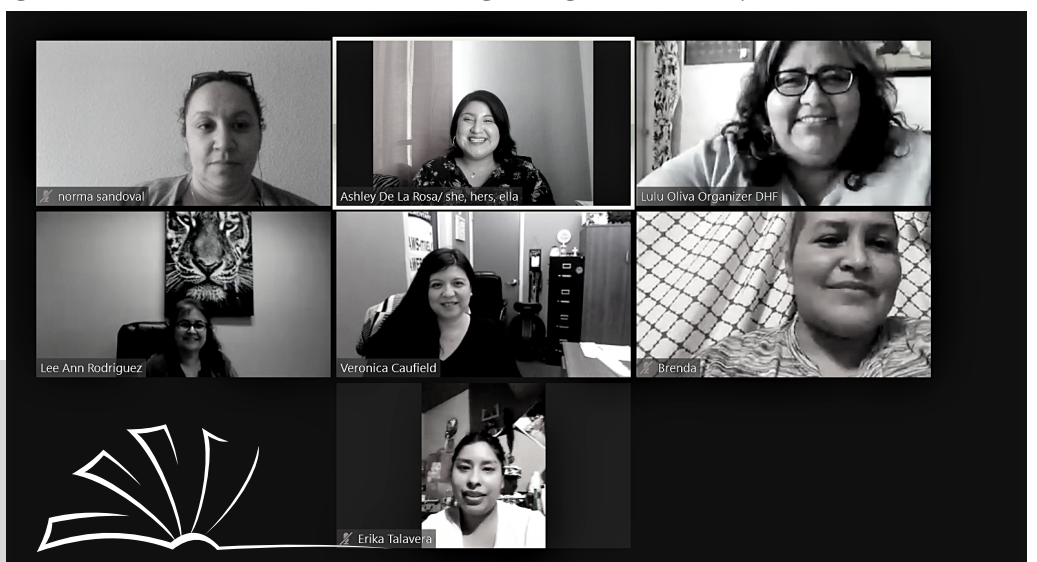 norma sandoval
Ashley De La Rosa/ she, hers, ella
Lulu Oliva Organizer DHF
Lee Ann Rodriguez
Veronica Caufield
Brenda
Erika Talavera